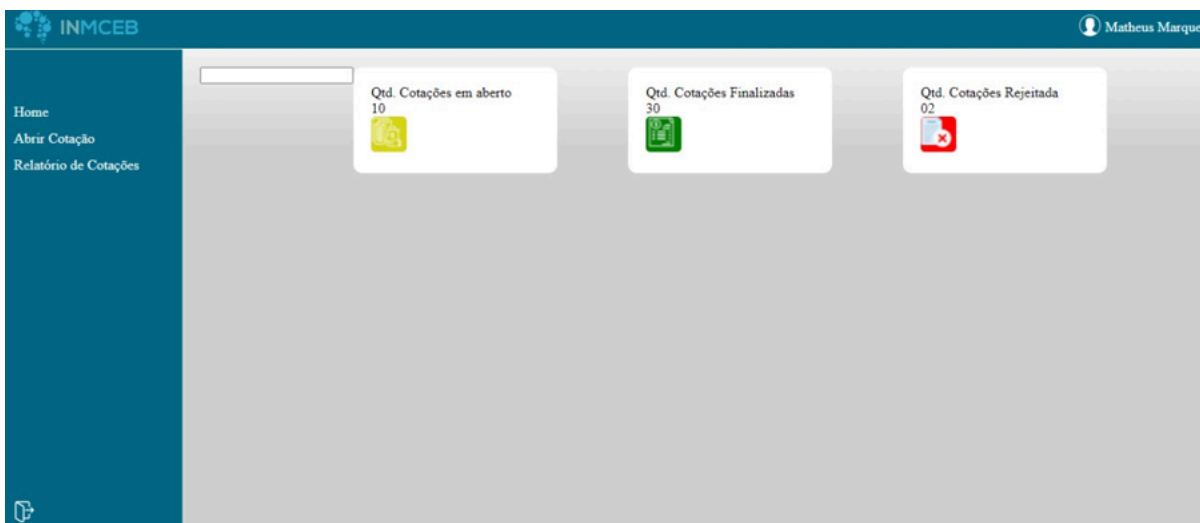 INMCEB
Matheus Marque
Home
Abrir Cotação
Relatório de Cotações
Qtd. Cotações em aberto
10
Qtd. Cotações Finalizadas
30
Qtd. Cotações Rejeitada
02